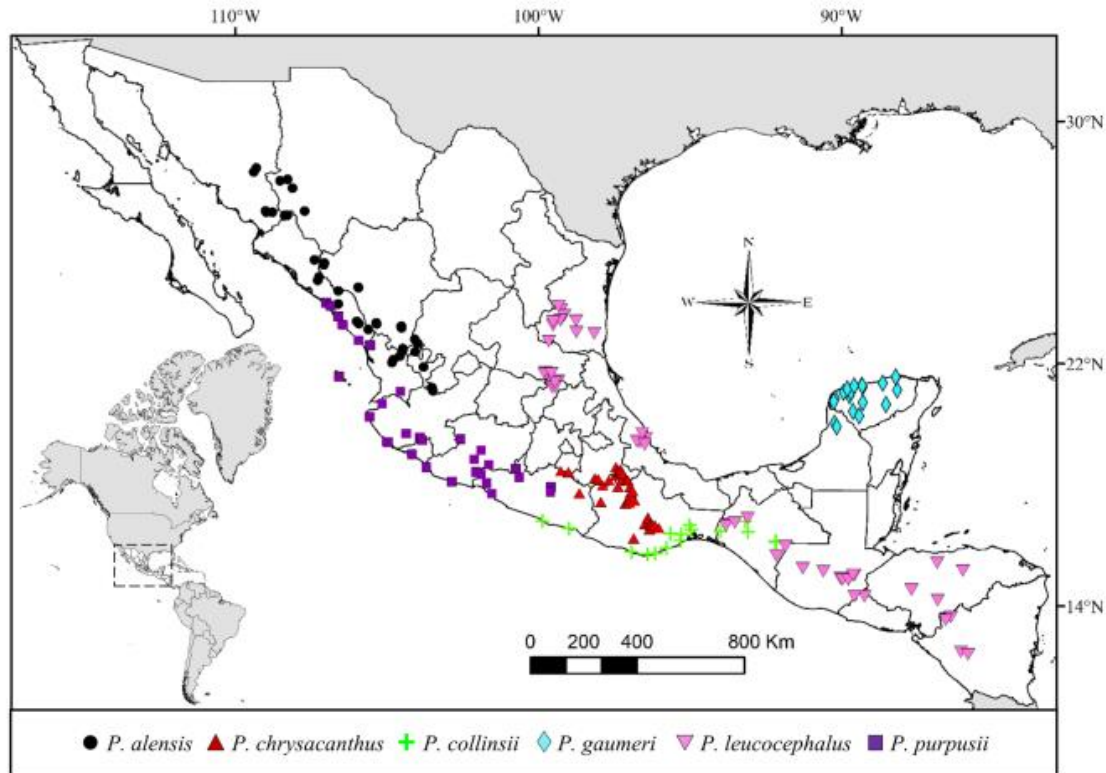 110°W 100°W 90°W
30°N
N
W E
S
22°N
14°N
0 200 400 800 Km
P. alensis P. chrysacanthus P. collinsii P. gaumeri P. leucocephalus P. purpusii